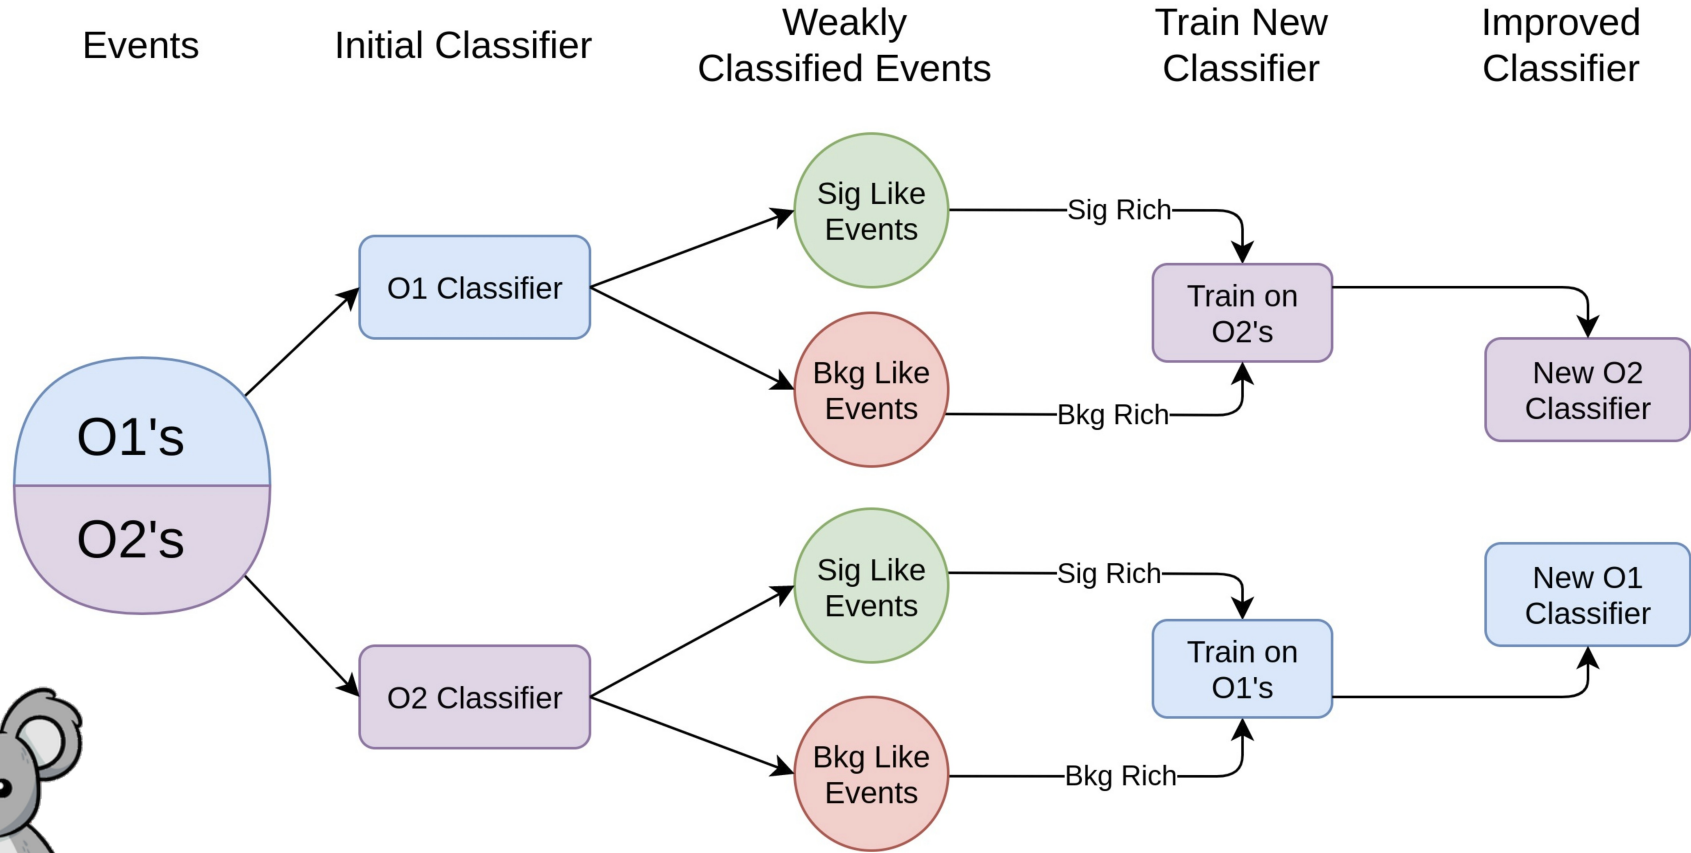 Events
Initial Classifier
Weakly
Classified Events
Train New
Classifier
Improved
Classifier
O1's
O2's
O1 Classifier
O2 Classifier
Sig Like
Events
Bkg Like
Events
Sig Like
Events
Bkg Like
Events
Sig Rich
Bkg Rich
Sig Rich
Bkg Rich
Train on
O2's
Train on
O1's
New O2
Classifier
New O1
Classifier